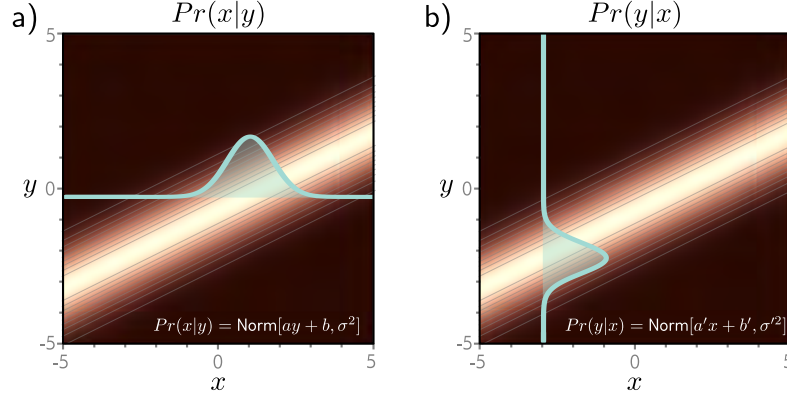 a) Pr(x|y)
5
y 0
-5
-5 0 5
x
Pr(x|y) = Norm[ay + b, σ²]
b) Pr(y|x)
5
y 0
-5
-5 0 5
x
Pr(y|x) = Norm[a′x + b′, σ′²]